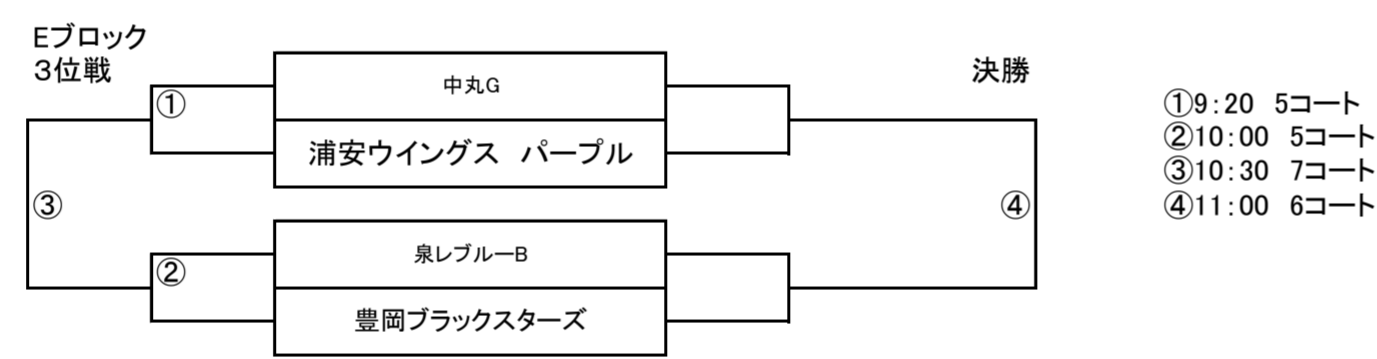 Eブロック
３位戦
決勝
①
中丸G
浦安ウイングス　パープル
③
④
②
泉レブルーB
豊岡ブラックスターズ
①9：20　5コート
②10：00　5コート
③10：30　7コート
④11：00　6コート